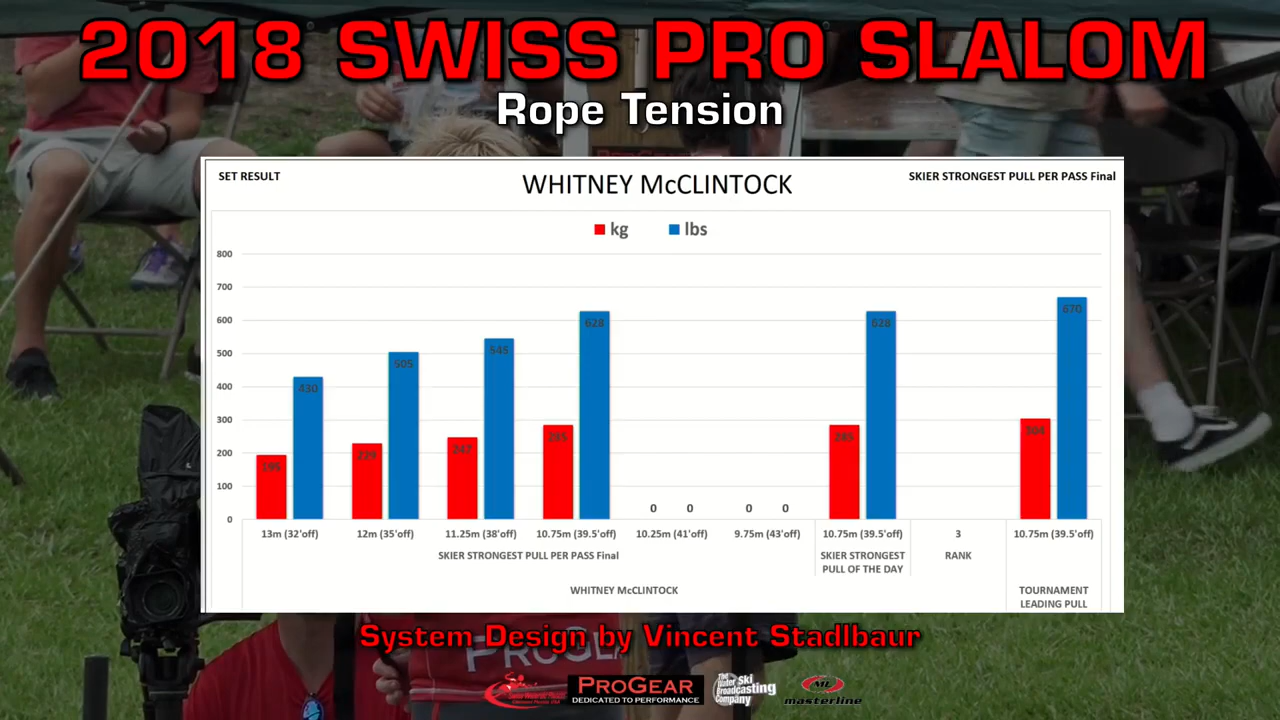 2018 SWISS PRO SLALOM
Rope Tension
SET RESULT
WHITNEY McCLINTOCK
SKIER STRONGEST PULL PER PASS Final
kg
lbs
800
700
600
500
400
300
200
100
0
195
430
229
505
247
545
285
628
0
0
0
0
285
628
304
670
13m (32'off)
12m (35'off)
11.25m (38'off)
10.75m (39.5'off)
10.25m (41'off)
9.75m (43'off)
10.75m (39.5'off)
3
10.75m (39.5'off)
SKIER STRONGEST PULL PER PASS Final
SKIER STRONGEST
PULL OF THE DAY
RANK
WHITNEY McCLINTOCK
TOURNAMENT
LEADING PULL
System Design by Vincent Stadlbaur
PROGEAR
DEDICATED TO PERFORMANCE
The
Water Ski
Broadcasting
Company
ML
masterline